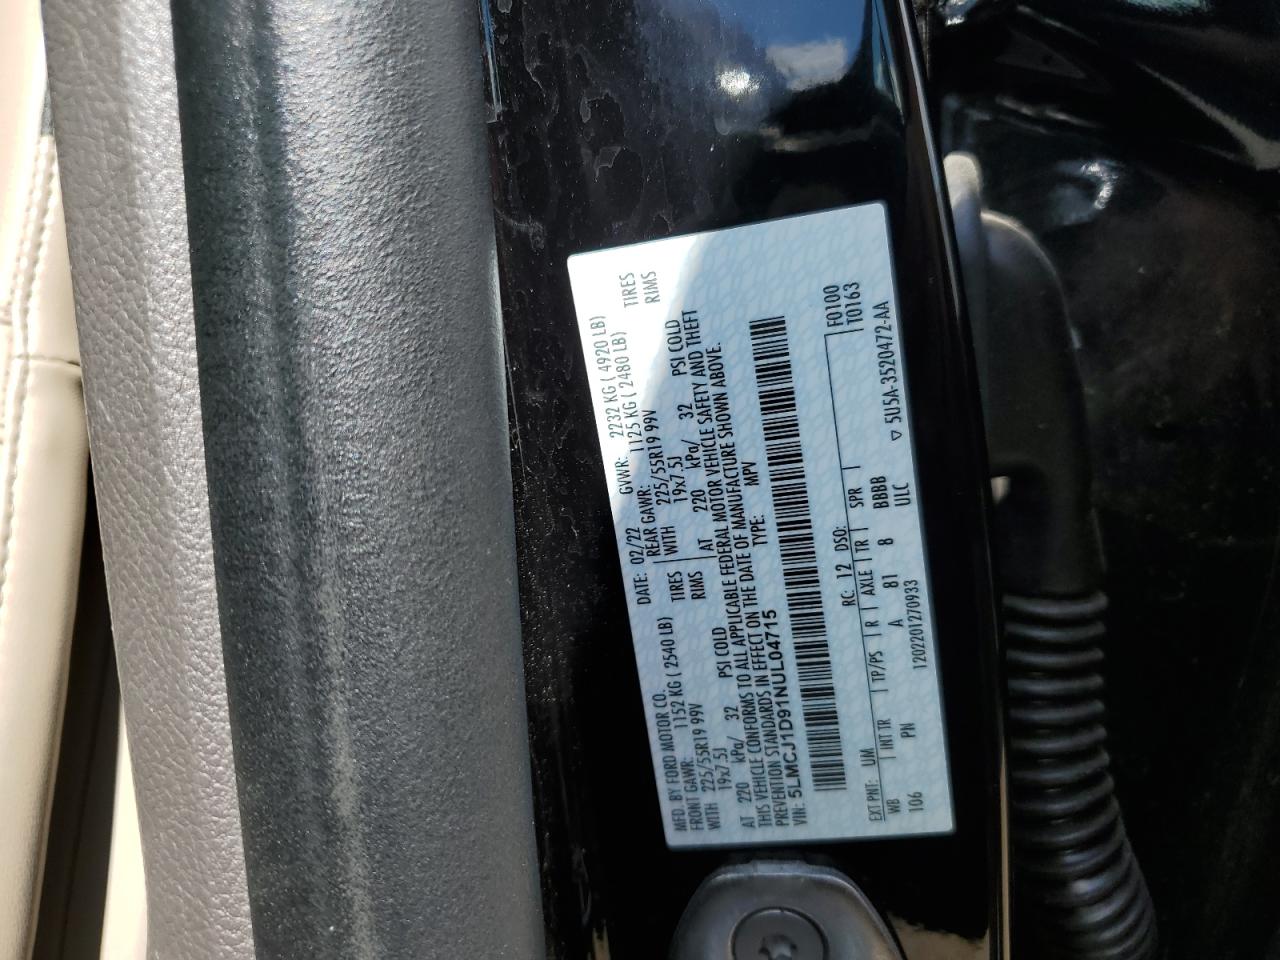 MFD. BY FORD MOTOR CO. DATE: 02/22 GVWR: 2232 KG ( 4920 LB)
FRONT GAWR: 1152 KG ( 2540 LB) REAR GAWR: 1125 KG ( 2480 LB)
WITH 225/55R19 99V TIRES WITH 225/55R19 99V TIRES
19x7.5J RIMS 19x7.5J RIMS
AT 220 kPa/ 32 PSI COLD AT 220 kPa/ 32 PSI COLD
THIS VEHICLE CONFORMS TO ALL APPLICABLE FEDERAL MOTOR VEHICLE SAFETY AND THEFT
PREVENTION STANDARDS IN EFFECT ON THE DATE OF MANUFACTURE SHOWN ABOVE.
VIN: 5LMCJ1D91NUL04715 TYPE: MPV
F0100
EXT PNT: UM RC: 12 DSO: T0163
WB INT TR TP/PS R AXLE TR SPR
106 PN A 81 8 BBBB
1202201270933 ULC 5U5A-3520472-AA